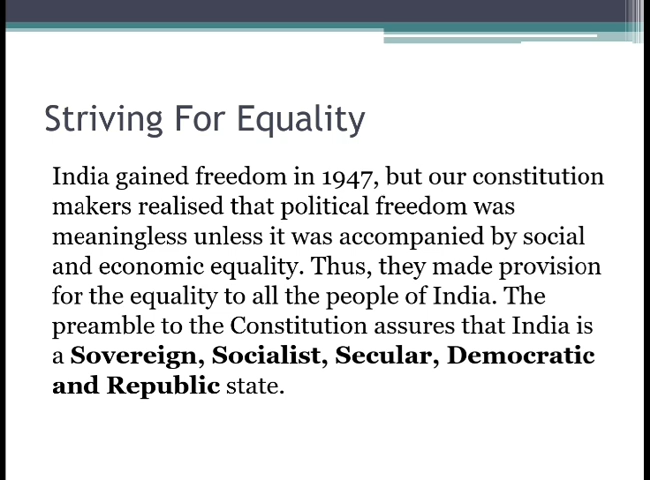 Striving For Equality
India gained freedom in 1947, but our constitution
makers realised that political freedom was
meaningless unless it was accompanied by social
and economic equality. Thus, they made provision
for the equality to all the people of India. The
preamble to the Constitution assures that India is
a Sovereign, Socialist, Secular, Democratic
and Republic state.